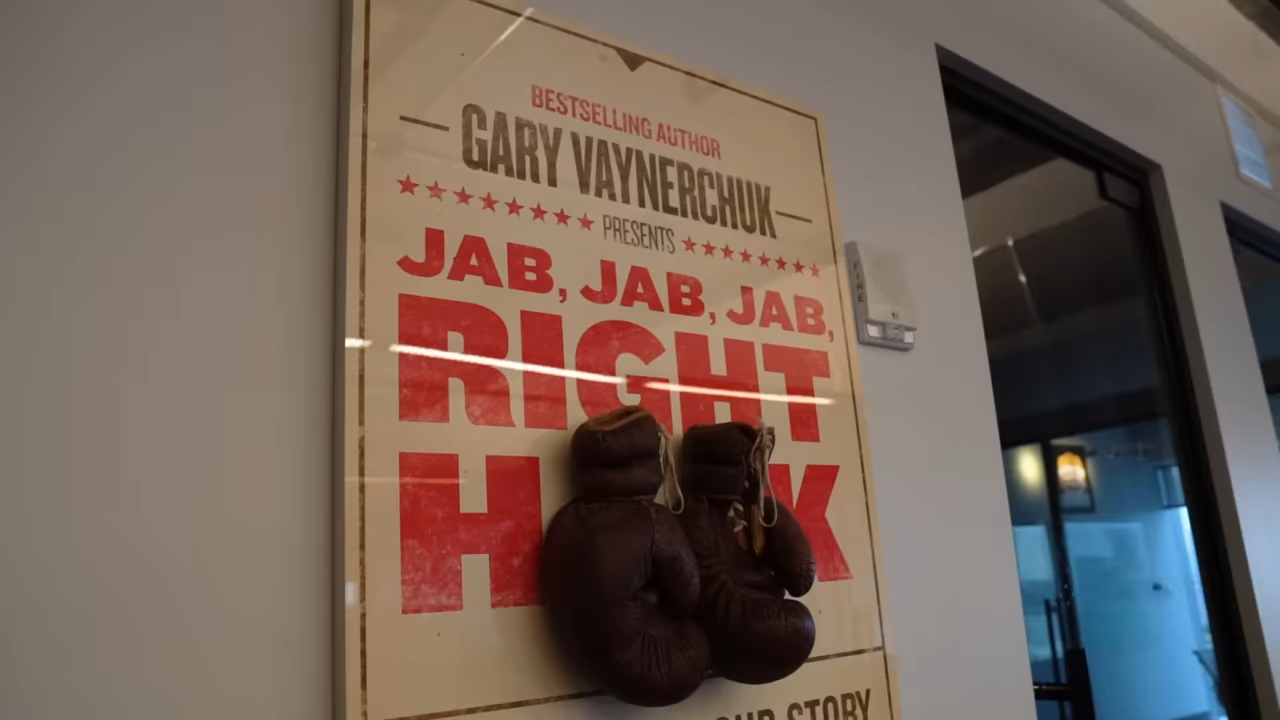 BESTSELLING AUTHOR
GARY VAYNERCHUK
PRESENTS
JAB, JAB, JAB,
RIGHT
H K
STORY
FIRE